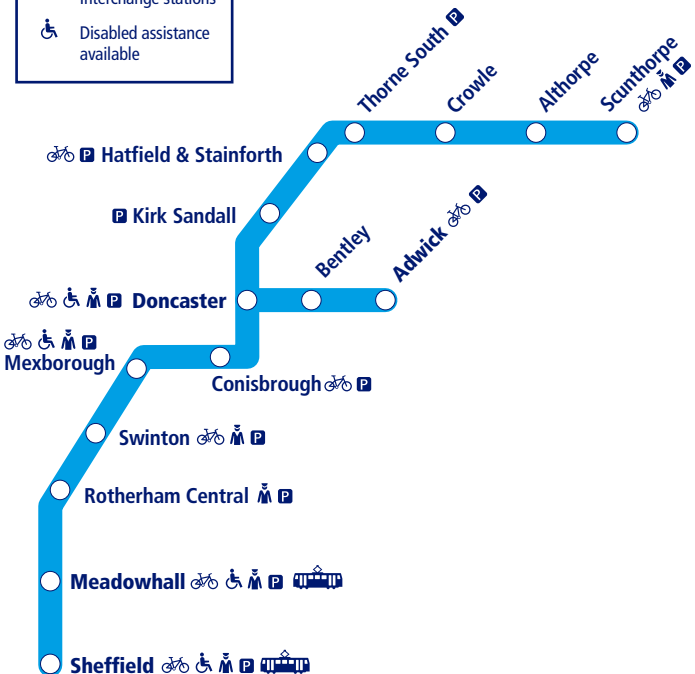 Interchange stations
Disabled assistance
available
Thorne South P
Crowle
Althorpe
Scunthorpe
P
P Hatfield & Stainforth
P Kirk Sandall
Bentley
Adwick P
P Doncaster
P
Mexborough
Conisbrough P
Swinton P
Rotherham Central P
Meadowhall P
Sheffield P